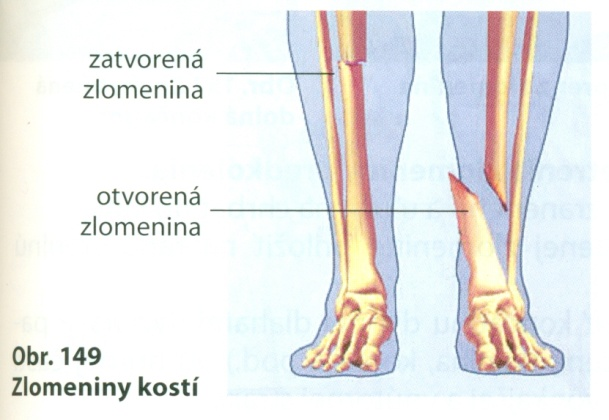 zatvorená
zlomenina
otvorená
zlomenina
Obr. 149
Zlomeniny kostí